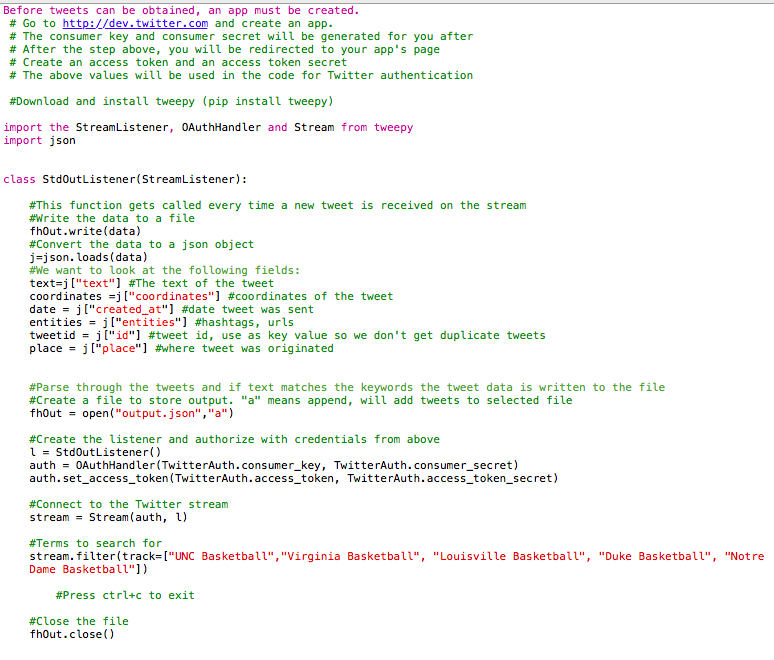 Before tweets can be obtained, an app must be created.
# Go to http://dev.twitter.com and create an app.
# The consumer key and consumer secret will be generated for you after
# After the step above, you will be redirected to your app's page
# Create an access token and an access token secret
# The above values will be used in the code for Twitter authentication
#Download and install tweepy (pip install tweepy)
import the StreamListener, OAuthHandler and Stream from tweepy
import json
class StdOutListener(StreamListener):
#This function gets called every time a new tweet is received on the stream
#Write the data to a file
fhOut.write(data)
#Convert the data to a json object
j=json.loads(data)
#We want to look at the following fields:
text=j["text"] #The text of the tweet
coordinates =j["coordinates"] #coordinates of the tweet
date = j["created_at"] #date tweet was sent
entities = j["entities"] #hashtags, urls
tweetid = j["id"] #tweet id, use as key value so we don't get duplicate tweets
place = j["place"] #where tweet was originated
#Parse through the tweets and if text matches the keywords the tweet data is written to the file
#Create a file to store output. "a" means append, will add tweets to selected file
fhOut = open("output.json","a")
#Create the listener and authorize with credentials from above
l = StdOutListener()
auth = OAuthHandler(TwitterAuth.consumer_key, TwitterAuth.consumer_secret)
auth.set_access_token(TwitterAuth.access_token, TwitterAuth.access_token_secret)
#Connect to the Twitter stream
stream = Stream(auth, l)
#Terms to search for
stream.filter(track=["UNC Basketball","Virginia Basketball", "Louisville Basketball", "Duke Basketball", "Notre
Dame Basketball"])
#Press ctrl+c to exit
#Close the file
fhOut.close()